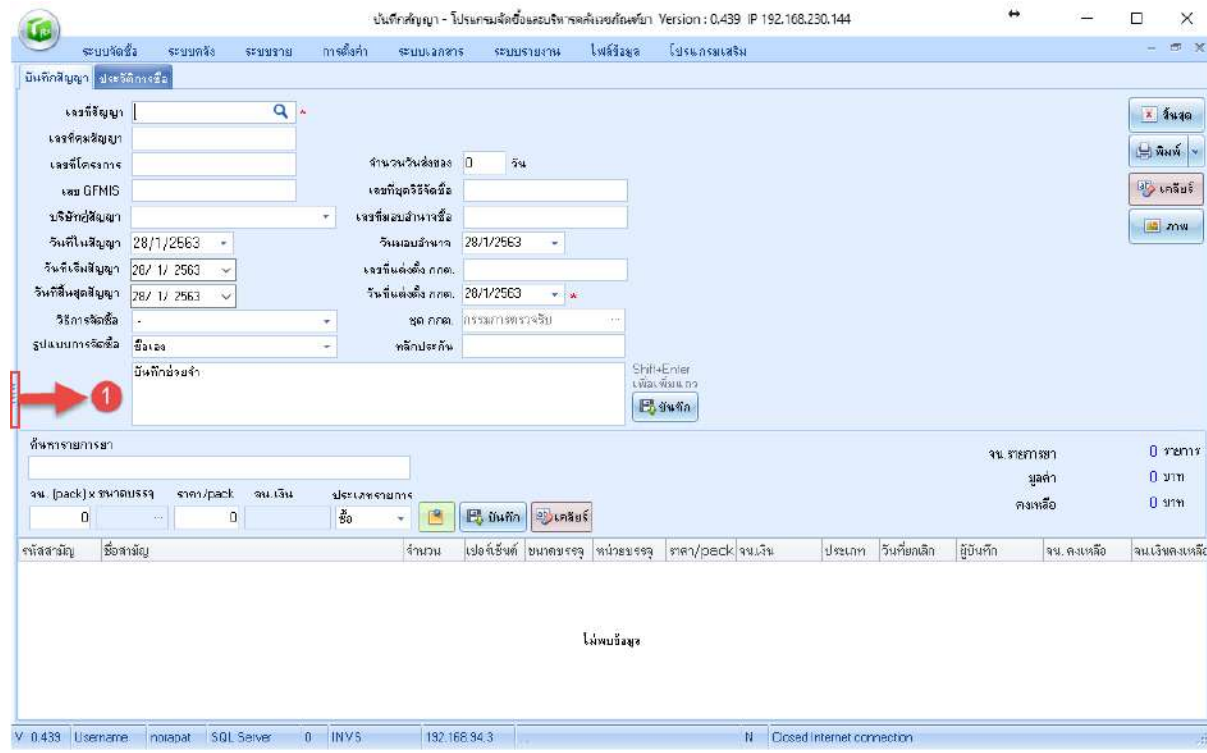 บันทึกสัญญา - โปรแกรมจัดซื้อและบริหารคลังเวชภัณฑ์ยา Version : 0.439 IP 192.168.230.144
ระบบจัดซื้อ ระบบคลัง ระบบขาย การตั้งค่า ระบบเอกสาร ระบบรายงาน ไฟล์ข้อมูล โปรแกรมเสริม
บันทึกสัญญา ประวัติการซื้อ
เลขที่สัญญา * สิ้นสุด
เลขที่คุมสัญญา
เลขที่โครงการ จำนวนวันส่งของ 0 วัน พิมพ์
เลข GFMIS เลขที่ชุดวิธีจัดซื้อ เคลียร์
บริษัทคู่สัญญา เลขที่มอบอำนาจซื้อ
วันที่ในสัญญา 28/1/2563 วันมอบอำนาจ 28/1/2563 ภาพ
วันที่เริ่มสัญญา 28/ 1/ 2563 เลขที่แต่งตั้ง กกต.
วันที่สิ้นสุดสัญญา 28/ 1/ 2563 วันที่แต่งตั้ง กกต. 28/1/2563 *
วิธีการจัดซื้อ - ชุด กกต. กรรมการตรวจรับ ...
รูปแบบการจัดซื้อ ซื้อเอง หลักประกัน
บันทึกช่วยจำ Shift+Enter
เพื่อเพิ่มแถว
1 บันทึก
ค้นหารายการยา จน.รายการยา 0 รายการ
มูลค่า 0 บาท
จน. (pack) x ขนาดบรรจุ ราคา/pack จน.เงิน ประเภทรายการ คงเหลือ 0 บาท
0 ... 0 ซื้อ บันทึก เคลียร์
รหัสสามัญ ชื่อสามัญ จำนวน เปอร์เซ็นต์ ขนาดบรรจุ หน่วยบรรจุ ราคา/pack จน.เงิน ประเภท วันที่ยกเลิก ผู้บันทึก จน. คงเหลือ จน.เงินคงเหลือ
ไม่พบข้อมูล
V 0.439 Username norapat SQL Server 0 INVS 192.168.94.3 N Closed Internet connection